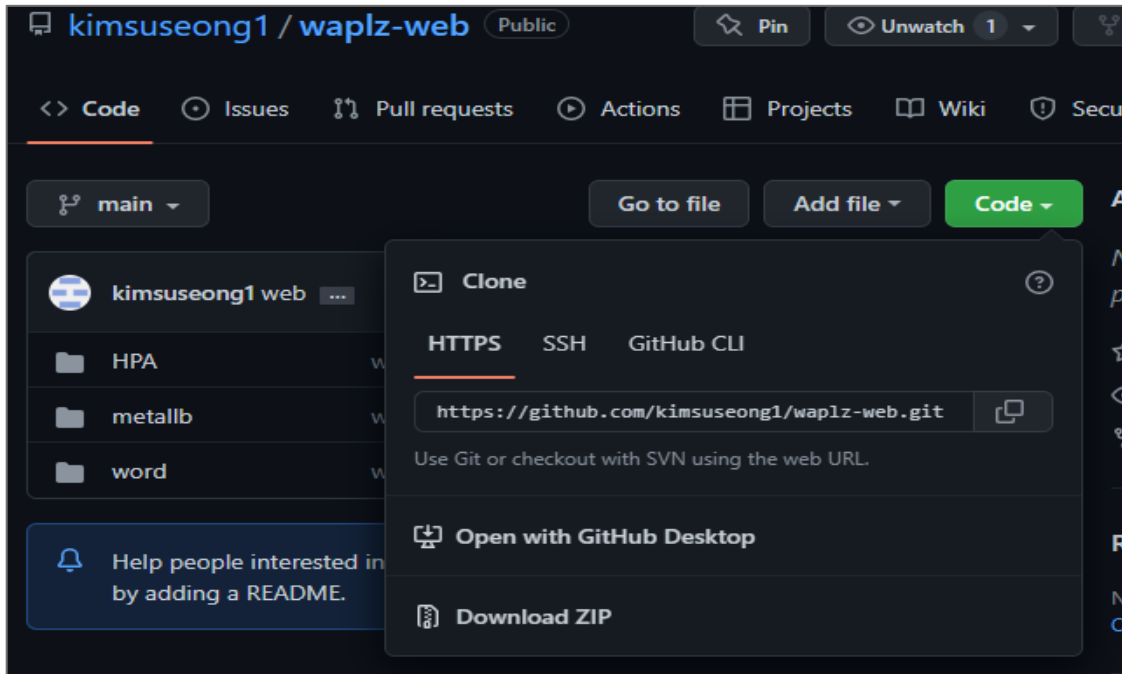 kimsuseong1 / waplz-web Public Pin Unwatch 1
<> Code Issues Pull requests Actions Projects Wiki Secu
main Go to file Add file Code
kimsuseong1 web ...
HPA
metallb
word
Clone
HTTPS SSH GitHub CLI
https://github.com/kimsuseong1/waplz-web.git
Use Git or checkout with SVN using the web URL.
Open with GitHub Desktop
Download ZIP
Help people interested in
by adding a README.